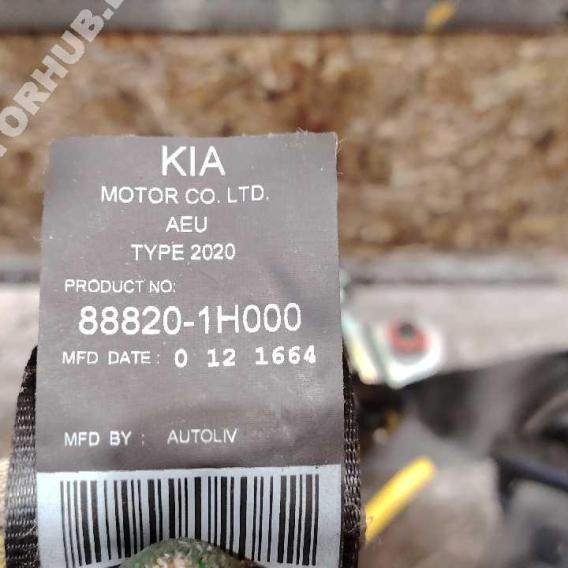 KIA
MOTOR CO. LTD.
AEU
TYPE 2020
PRODUCT NO:
88820-1H000
MFD DATE : 0 12 1664
MFD BY : AUTOLIV